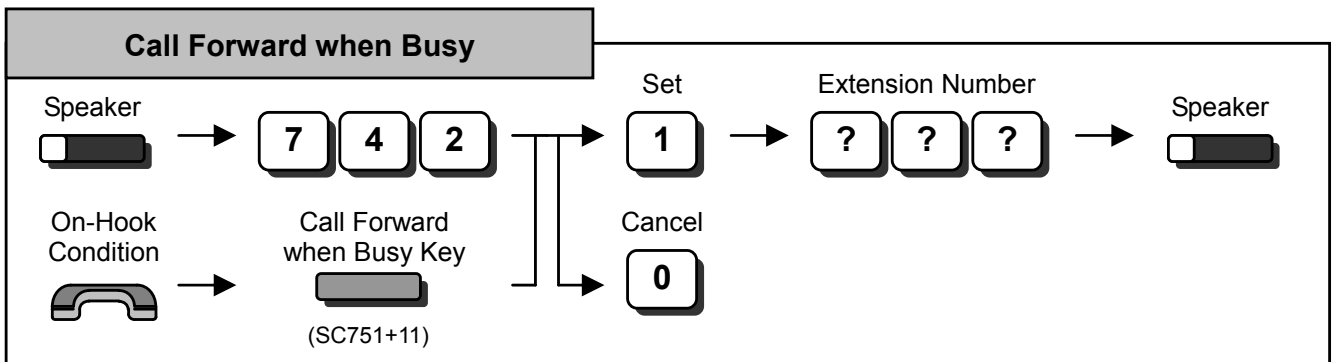 Call Forward when Busy
Set
Extension Number
Speaker
Speaker
7 4 2
1
? ? ?
On-Hook
Condition
Call Forward
when Busy Key
Cancel
0
(SC751+11)